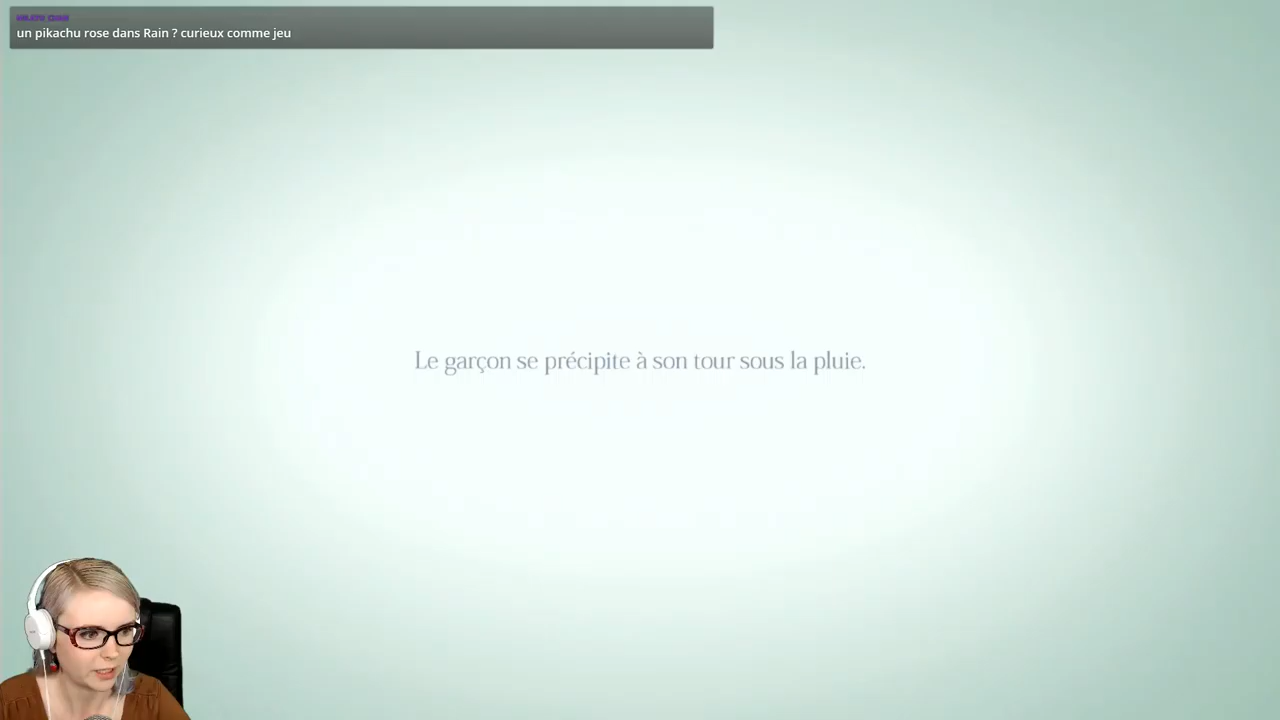 un pikachu rose dans Rain ? curieux comme jeu
Le garçon se précipite à son tour sous la pluie.